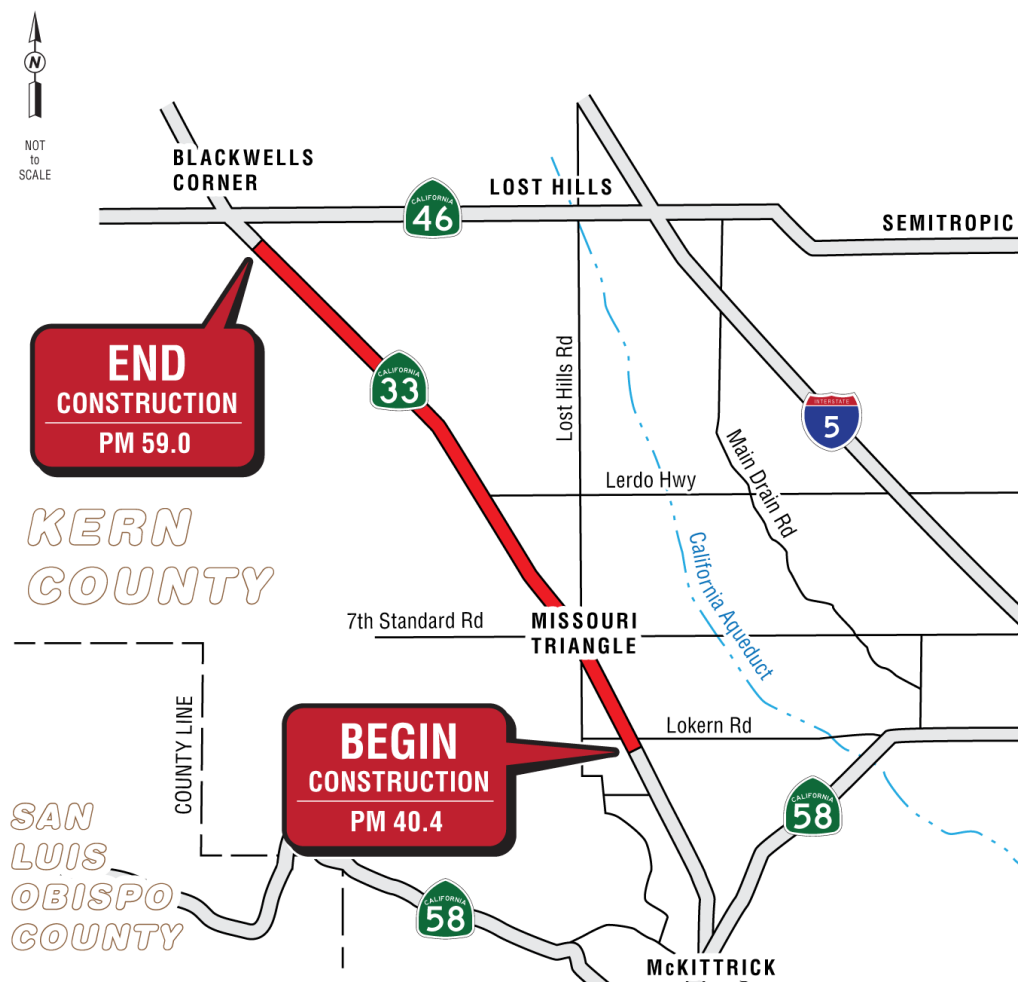 N
NOT
to
SCALE
BLACKWELLS
CORNER
CALIFORNIA
46
LOST HILLS
SEMITROPIC
END
CONSTRUCTION
PM 59.0
CALIFORNIA
33
Lost Hills Rd
INTERSTATE
5
Main Drain Rd
Lerdo Hwy
KERN
COUNTY
California Aqueduct
7th Standard Rd
MISSOURI
TRIANGLE
COUNTY LINE
BEGIN
CONSTRUCTION
PM 40.4
Lokern Rd
CALIFORNIA
58
SAN
LUIS
OBISPO
COUNTY
CALIFORNIA
58
McKITTRICK